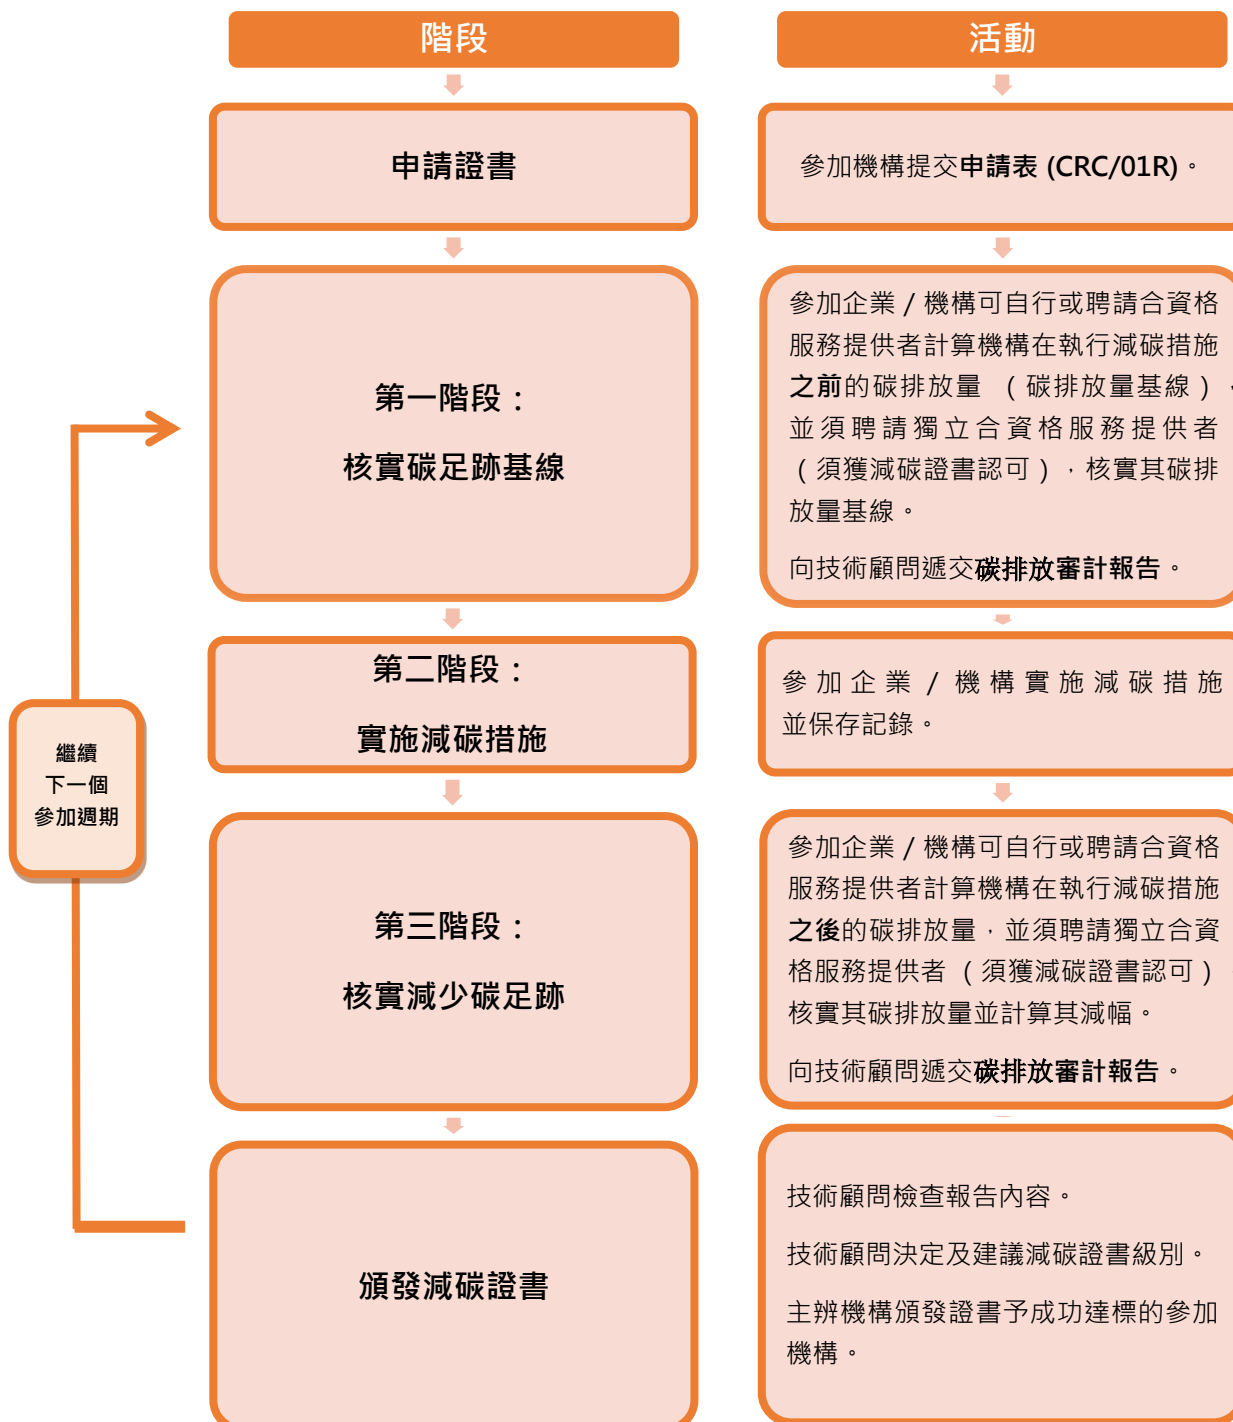 階段
活動
申請證書
參加機構提交申請表 (CRC/01R)。
第一階段：
核實碳足跡基線
參加企業 / 機構可自行或聘請合資格
服務提供者計算機構在執行減碳措施
之前的碳排放量 （碳排放量基線），
並須聘請獨立合資格服務提供者
（須獲減碳證書認可），核實其碳排
放量基線。
向技術顧問遞交碳排放審計報告。
第二階段：
實施減碳措施
參加企業 / 機構實施減碳措施
並保存記錄。
繼續
下一個
參加週期
第三階段：
核實減少碳足跡
參加企業 / 機構可自行或聘請合資格
服務提供者計算機構在執行減碳措施
之後的碳排放量，並須聘請獨立合資
格服務提供者 （須獲減碳證書認可）
核實其碳排放量並計算其減幅。
向技術顧問遞交碳排放審計報告。
頒發減碳證書
技術顧問檢查報告內容。
技術顧問決定及建議減碳證書級別。
主辦機構頒發證書予成功達標的參加
機構。